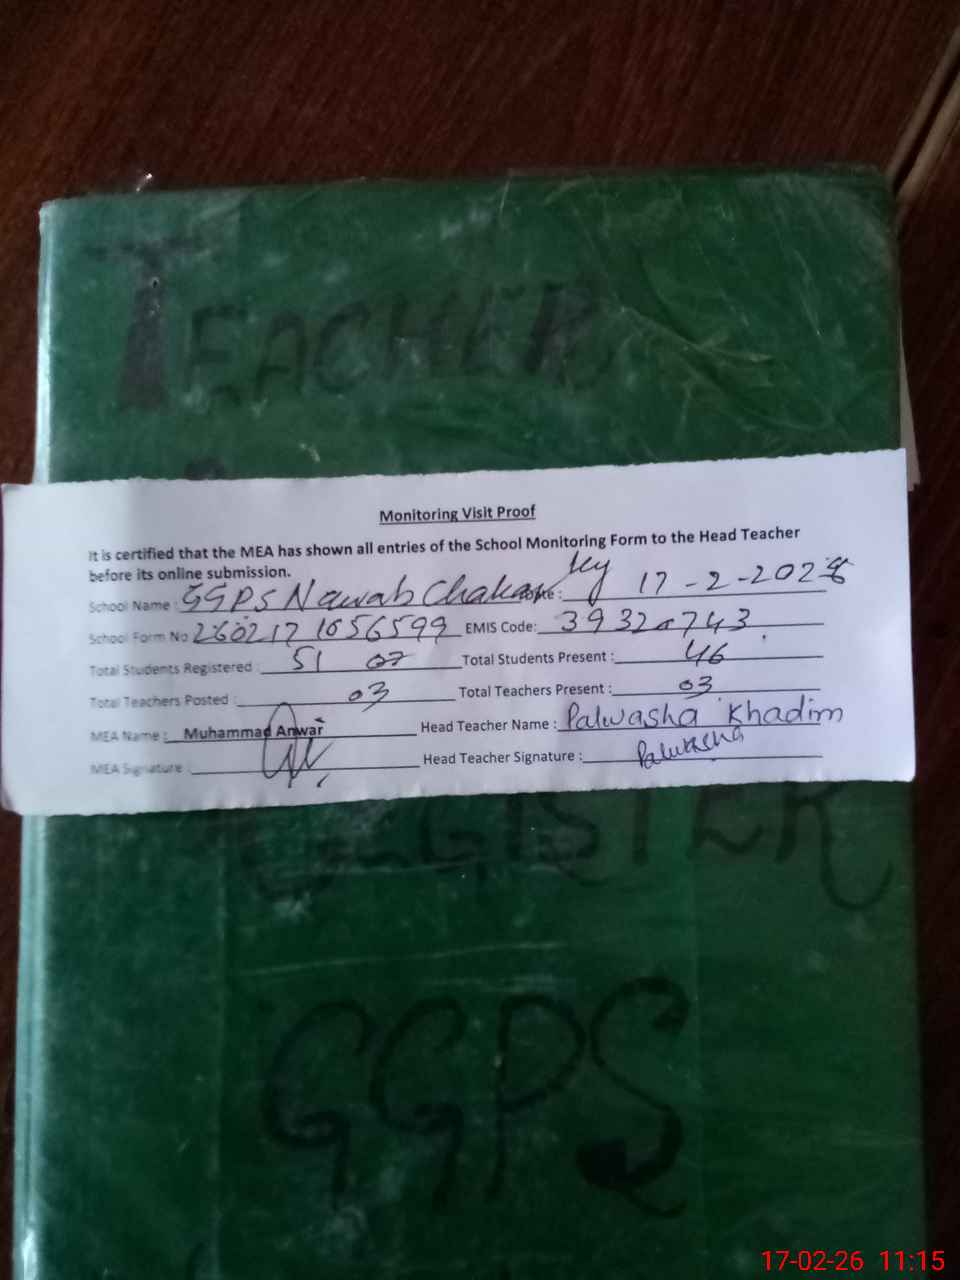 TEACHER
Monitoring Visit Proof
It is certified that the MEA has shown all entries of the School Monitoring Form to the Head Teacher
before its online submission.
School Name : GGPS Nawab Chakar 17-2-2026
School Form No 260217 1056599 EMIS Code: 39320743
Total Students Registered : 51 07 Total Students Present : 46
Total Teachers Posted : 03 Total Teachers Present : 03
MEA Name : Muhammad Anwar Head Teacher Name : Palwasha Khadim
MEA Signature : Head Teacher Signature : Palwasha
REGISTER
GGPS
17-02-26 11:15